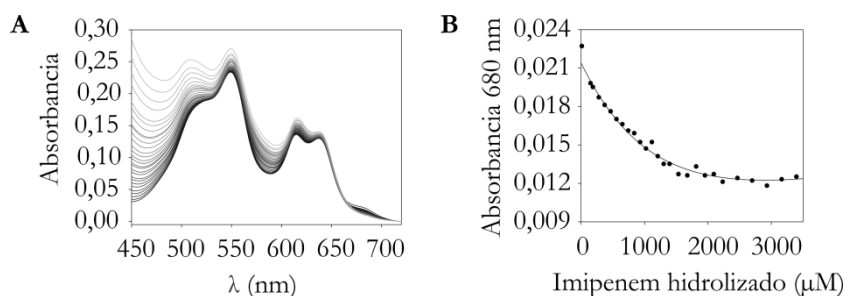 A
Absorbancia
0,30
0,25
0,20
0,15
0,10
0,05
0,00
450 500 550 600 650 700
λ (nm)
B
Absorbancia 680 nm
0,024
0,021
0,018
0,015
0,012
0,009
0 1000 2000 3000
Imipenem hidrolizado (µM)